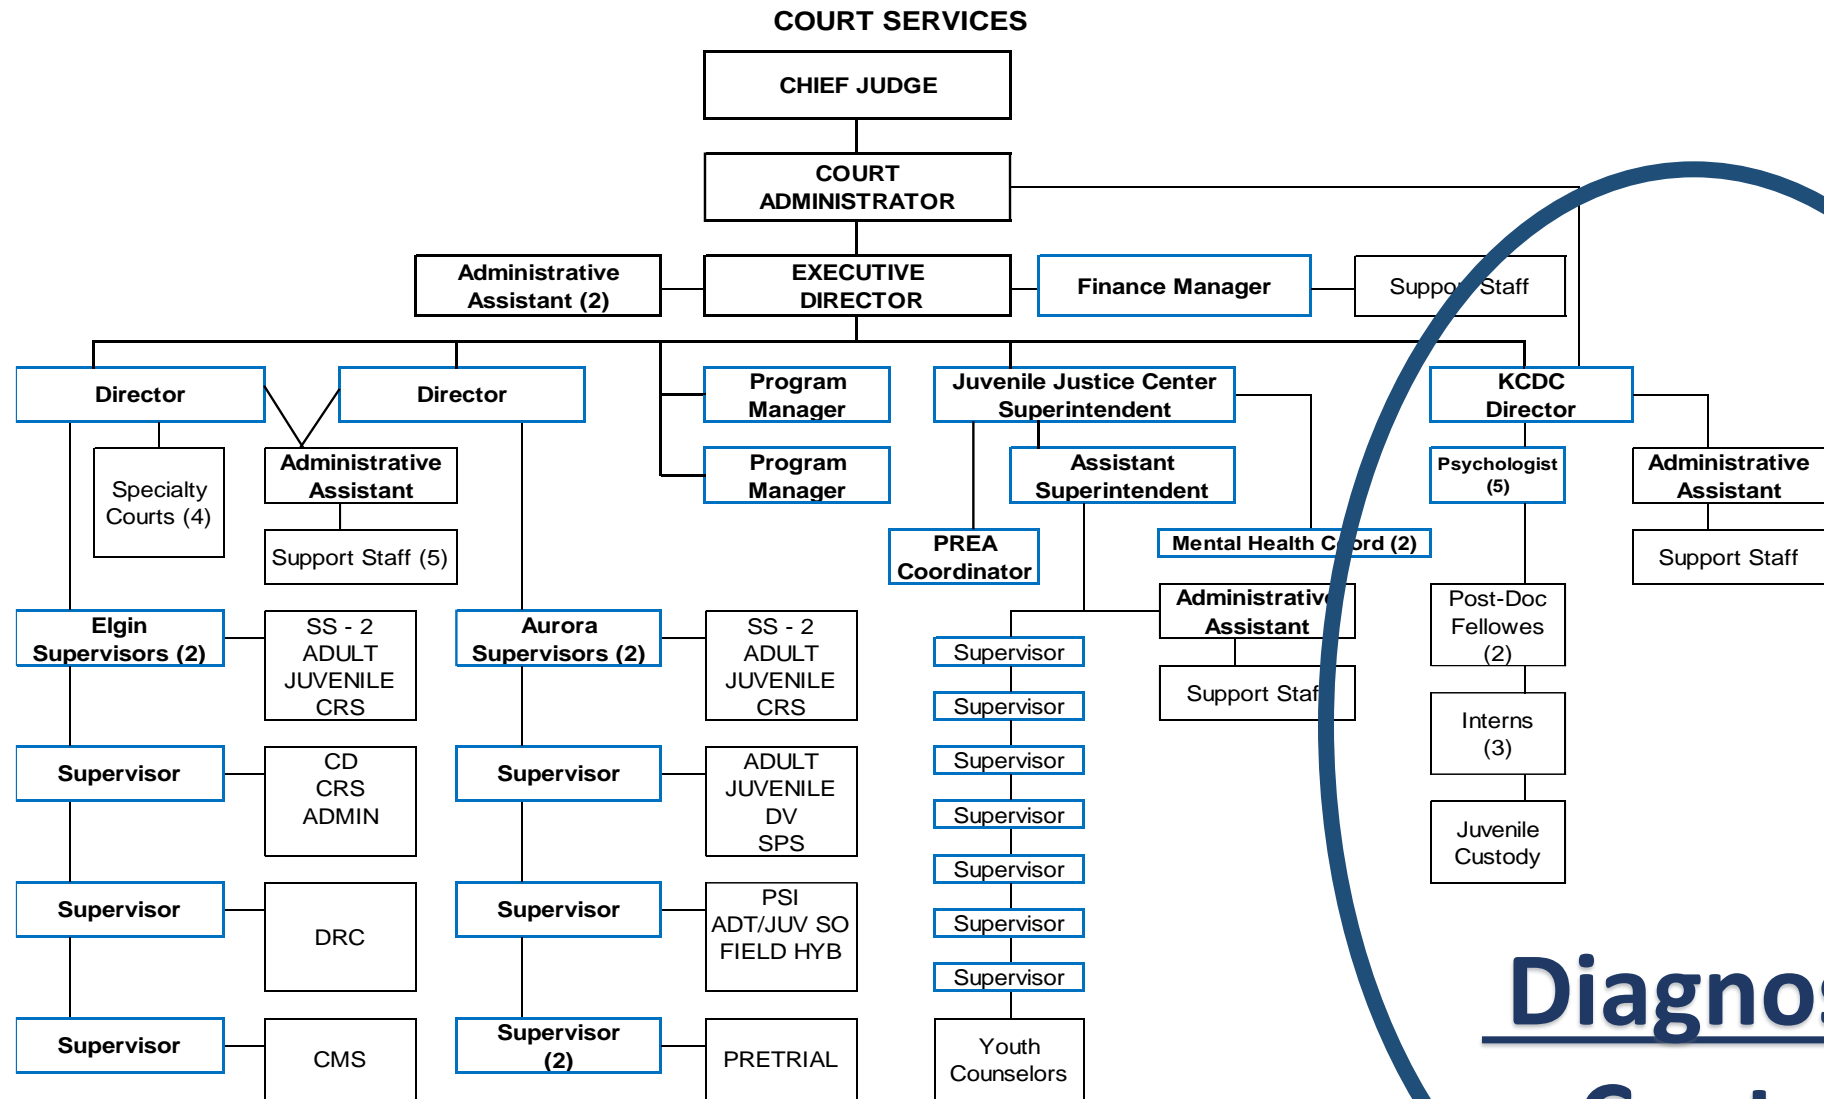 COURT SERVICES
CHIEF JUDGE
COURT
ADMINISTRATOR
Administrative
Assistant (2)
EXECUTIVE
DIRECTOR
Finance Manager
Support Staff
Director
Director
Program
Manager
Juvenile Justice Center
Superintendent
KCDC
Director
Specialty
Courts (4)
Administrative
Assistant
Program
Manager
Assistant
Superintendent
Psychologist
(5)
Administrative
Assistant
Support Staff (5)
PREA
Coordinator
Mental Health Coord (2)
Support Staff
Elgin
Supervisors (2)
SS - 2
ADULT
JUVENILE
CRS
Aurora
Supervisors (2)
SS - 2
ADULT
JUVENILE
CRS
Administrative
Assistant
Support Staff
Post-Doc
Fellowes
(2)
Interns
(3)
Juvenile
Custody
Supervisor
Supervisor
Supervisor
Supervisor
Supervisor
Supervisor
Supervisor
Youth
Counselors
Supervisor
CD
CRS
ADMIN
Supervisor
ADULT
JUVENILE
DV
SPS
Supervisor
DRC
Supervisor
PSI
ADT/JUV SO
FIELD HYB
Supervisor
CMS
Supervisor
(2)
PRETRIAL
Diagnos